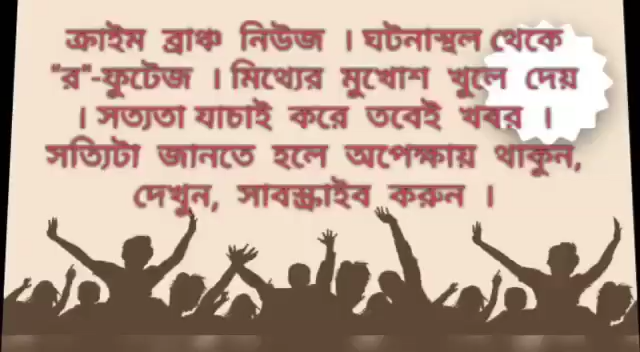 ক্রাইম ব্রাঞ্চ নিউজ । ঘটনাস্থল থেকে
"র"-ফুটেজ । মিথ্যের মুখোশ খুলে দেয়
। সত্যতা যাচাই করে তবেই খবর ।
সত্যিটা জানতে হলে অপেক্ষায় থাকুন,
দেখুন, সাবস্ক্রাইব করুন ।